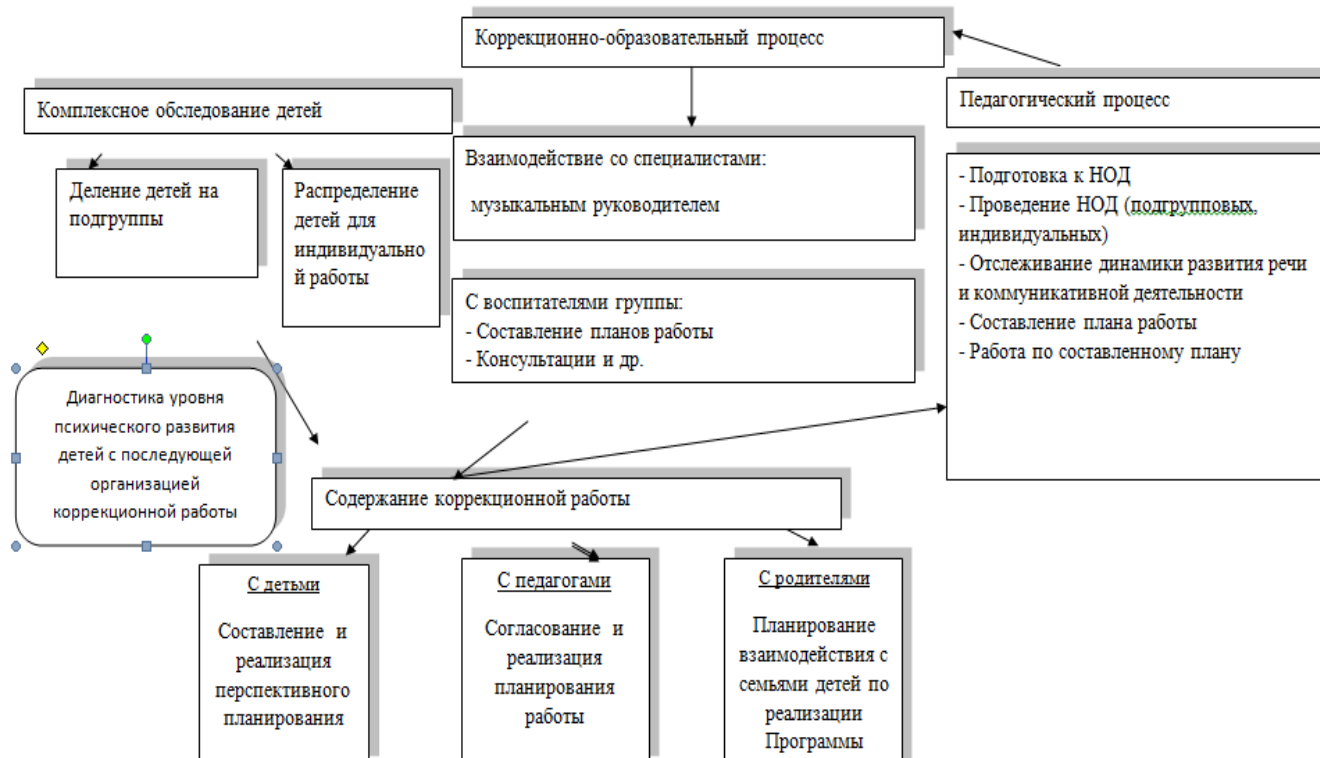 Коррекционно-образовательный процесс
Комплексное обследование детей
Педагогический процесс
Деление детей на
подгруппы
Распределение
детей для
индивидуально
й работы
Взаимодействие со специалистами:
музыкальным руководителем
С воспитателями группы:
- Составление планов работы
- Консультации и др.
- Подготовка к НОД
- Проведение НОД (подгрупповых,
индивидуальных)
- Отслеживание динамики развития речи
и коммуникативной деятельности
- Составление плана работы
- Работа по составленному плану
Диагностика уровня
психического развития
детей с последующей
организацией
коррекционной работы
Содержание коррекционной работы
С детьми
Составление и
реализация
перспективного
планирования
С педагогами
Согласование и
реализация
планирования
работы
С родителями
Планирование
взаимодействия с
семьями детей по
реализации
Программы